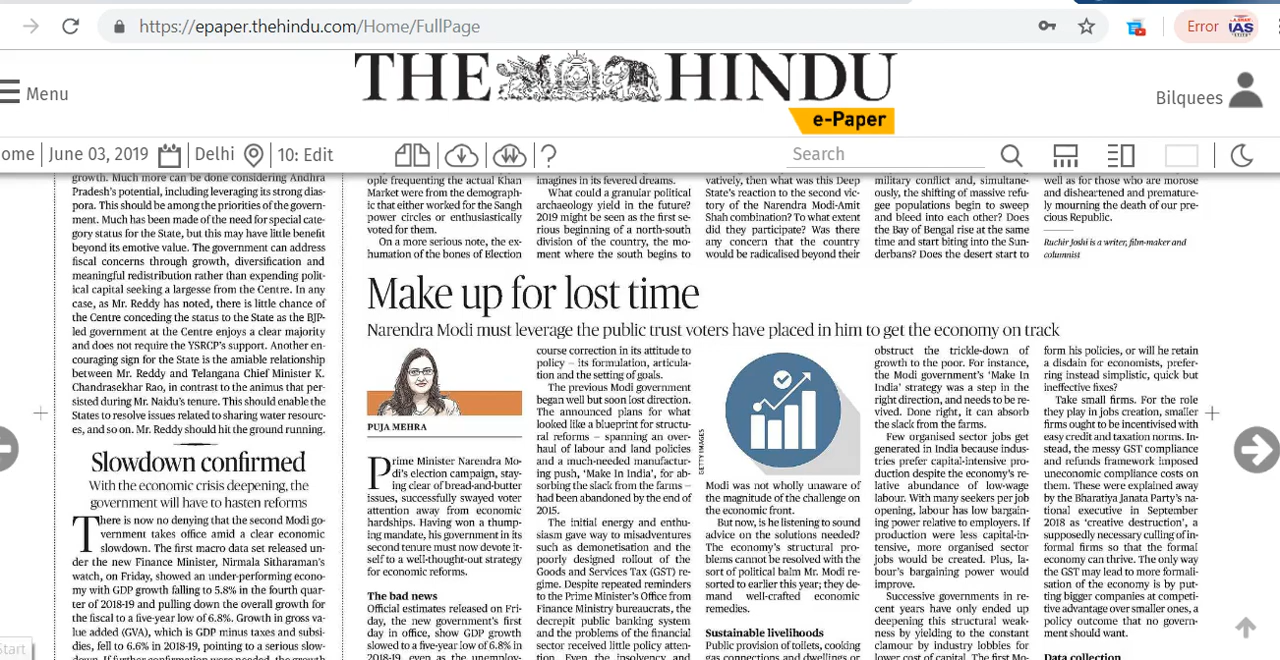 https://epaper.thehindu.com/Home/FullPage
Error
IAS
Menu
THE HINDU
e-Paper
Bilquees
ome
June 03, 2019
Delhi
10: Edit
?
Search
growth. Much more can be done considering Andhra
Pradesh's potential, including leveraging its strong dias-
pora. This should be among the priorities of the govern-
ment. Much has been made of the need for special cate-
gory status for the State, but this may have little benefit
beyond its emotive value. The government can address
fiscal concerns through growth, diversification and
meaningful redistribution rather than expending polit-
ical capital seeking a largesse from the Centre. In any
case, as Mr. Reddy has noted, there is little chance of
the Centre conceding the status to the State as the BJP-
led government at the Centre enjoys a clear majority
and does not require the YSRCP's support. Another en-
couraging sign for the State is the amiable relationship
between Mr. Reddy and Telangana Chief Minister K.
Chandrasekhar Rao, in contrast to the animus that per-
sisted during Mr. Naidu's tenure. This should enable the
States to resolve issues related to sharing water resourc-
es, and so on. Mr. Reddy should hit the ground running.
Slowdown confirmed
With the economic crisis deepening, the
government will have to hasten reforms
There is now no denying that the second Modi go-
vernment takes office amid a clear economic
slowdown. The first macro data set released un-
der the new Finance Minister, Nirmala Sitharaman's
watch, on Friday, showed an under-performing econo-
my with GDP growth falling to 5.8% in the fourth quar-
ter of 2018-19 and pulling down the overall growth for
the fiscal to a five-year low of 6.8%. Growth in gross va-
lue added (GVA), which is GDP minus taxes and subsi-
dies, fell to 6.6% in 2018-19, pointing to a serious slow-
down. If further confirmation were needed, the growth
Start
ople frequenting the actual Khan
Market were from the demograph-
ic that either worked for the Sangh
power circles or enthusiastically
voted for them.
On a more serious note, the ex-
humation of the bones of Election
imagines in its fevered dreams.
What could a granular political
archaeology yield in the future?
2019 might be seen as the first se-
rious beginning of a north-south
division of the country, the mo-
ment where the south begins to
vatively, then what was this Deep
State's reaction to the second vic-
tory of the Narendra Modi-Amit
Shah combination? To what extent
did they participate? Was there
any concern that the country
would be radicalised beyond their
military conflict and, simultane-
ously, the shifting of massive refu-
gee populations begin to sweep
and bleed into each other? Does
the Bay of Bengal rise at the same
time and start biting into the Sun-
derbans? Does the desert start to
well as for those who are morose
and disheartened and premature-
ly mourning the death of our pre-
cious Republic.
Ruchir Joshi is a writer, film-maker and
columnist
Make up for lost time
Narendra Modi must leverage the public trust voters have placed in him to get the economy on track
PUJA MEHRA
Prime Minister Narendra Mo-
di's election campaign, stay-
ing clear of bread-and-butter
issues, successfully swayed voter
attention away from economic
hardships. Having won a thump-
ing mandate, his government in its
second tenure must now devote it-
self to a well-thought-out strategy
for economic reforms.
The bad news
Official estimates released on Fri-
day, the new government's first
day in office, show GDP growth
slowed to a five-year low of 6.8% in
2018-19, even as the unemploy-
course correction in its attitude to
policy – its formulation, articula-
tion and the setting of goals.
The previous Modi government
began well but soon lost direction.
The announced plans for what
looked like a blueprint for structu-
ral reforms – spanning an over-
haul of labour and land policies
and a much-needed manufactur-
ing push, 'Make In India', for ab-
sorbing the slack from the farms –
had been abandoned by the end of
2015.
The initial energy and enthu-
siasm gave way to misadventures
such as demonetisation and the
poorly designed rollout of the
Goods and Services Tax (GST) re-
gime. Despite repeated reminders
to the Prime Minister's Office from
Finance Ministry bureaucrats, the
decrepit public banking system
and the problems of the financial
sector received little policy atten-
tion. Even the insolvency and
GETTY IMAGES
Modi was not wholly unaware of
the magnitude of the challenge on
the economic front.
But now, is he listening to sound
advice on the solutions needed?
The economy's structural pro-
blems cannot be resolved with the
sort of political balm Mr. Modi re-
sorted to earlier this year; they de-
mand well-crafted economic
remedies.
Sustainable livelihoods
Public provision of toilets, cooking
gas connections and dwellings or
obstruct the trickle-down of
growth to the poor. For instance,
the Modi government's 'Make In
India' strategy was a step in the
right direction, and needs to be re-
vived. Done right, it can absorb
the slack from the farms.
Few organised sector jobs get
generated in India because indus-
tries prefer capital-intensive pro-
duction despite the economy's re-
lative abundance of low-wage
labour. With many seekers per job
opening, labour has low bargain-
ing power relative to employers. If
production were less capital-in-
tensive, more organised sector
jobs would be created. Plus, la-
bour's bargaining power would
improve.
Successive governments in re-
cent years have only ended up
deepening this structural weak-
ness by yielding to the constant
clamour by industry lobbies for
lower cost of capital. The first Mo-
form his policies, or will he retain
a disdain for economists, prefer-
ring instead simplistic, quick but
ineffective fixes?
Take small firms. For the role
they play in jobs creation, smaller
firms ought to be incentivised with
easy credit and taxation norms. In-
stead, the messy GST compliance
and refunds framework imposed
uneconomic compliance costs on
them. These were explained away
by the Bharatiya Janata Party's na-
tional executive in September
2018 as 'creative destruction', a
supposedly necessary culling of in-
formal firms so that the formal
economy can thrive. The only way
the GST may lead to more formali-
sation of the economy is by put-
ting bigger companies at competi-
tive advantage over smaller ones, a
policy outcome that no govern-
ment should want.
Data collection